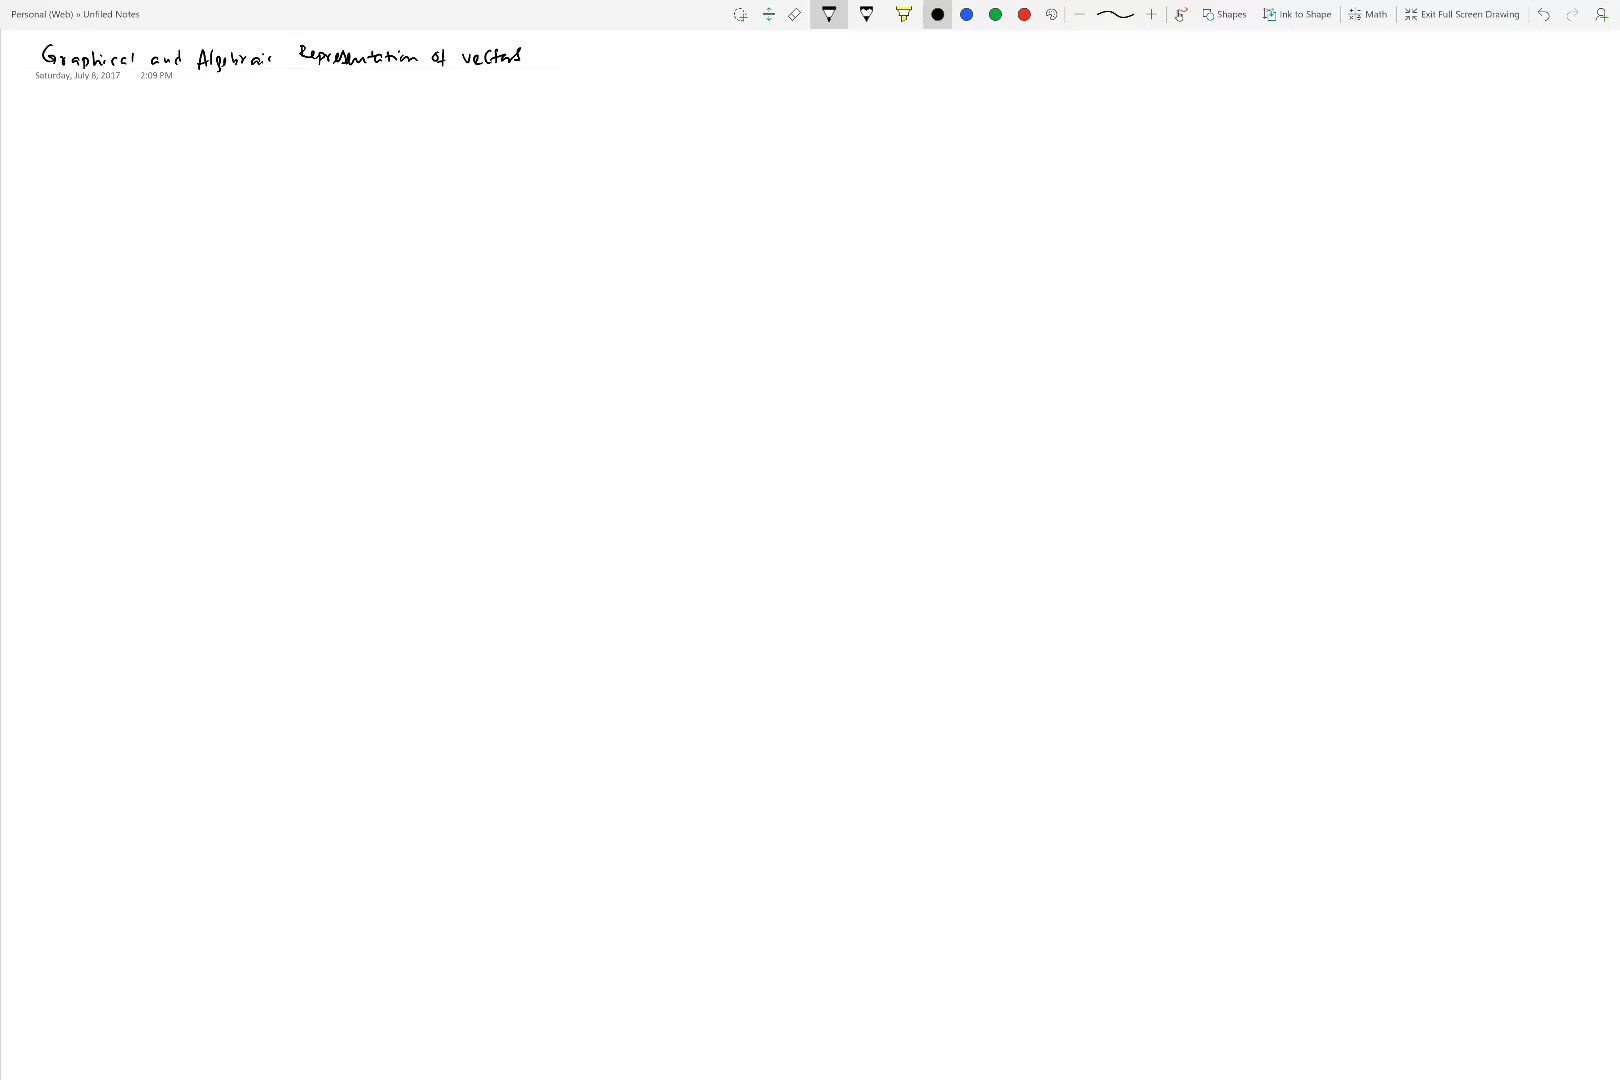 Personal (Web) » Unfiled Notes Shapes Ink to Shape Math Exit Full Screen Drawing
Graphical and Algebraic Representation of vectors
Saturday, July 8, 2017 2:09 PM